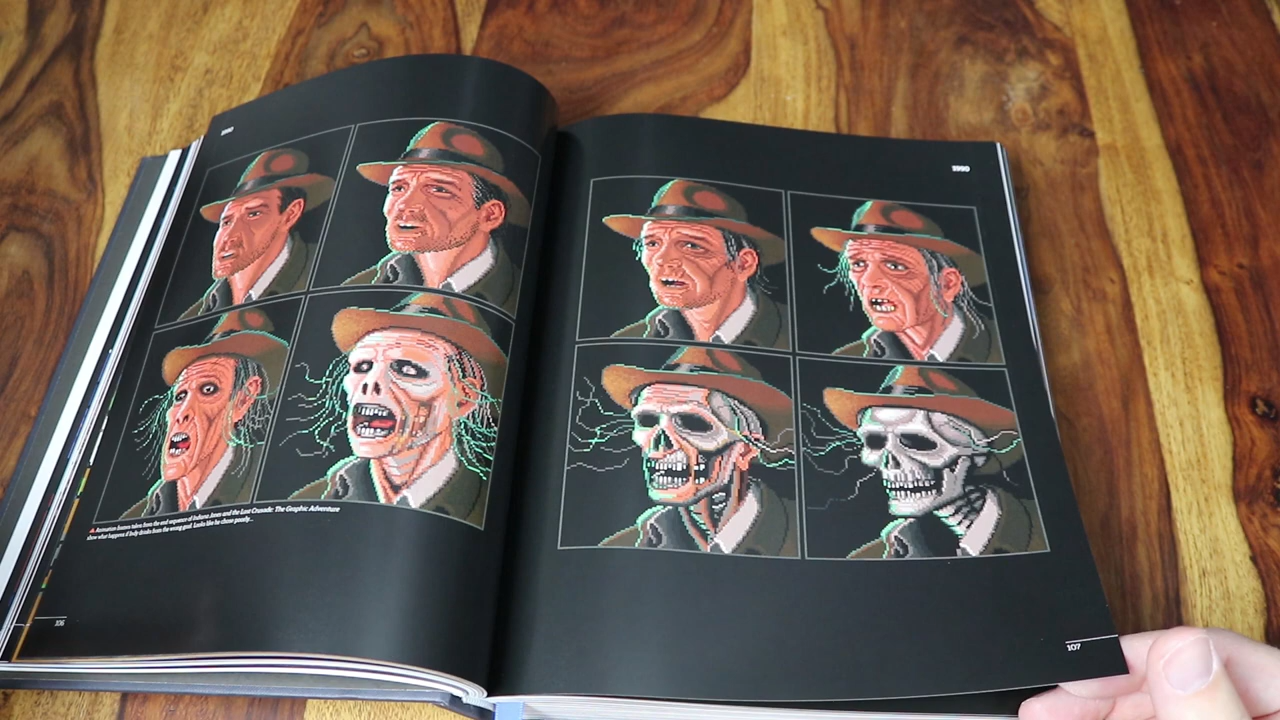 1990
Animation frames taken from the end sequence of Indiana Jones and the Last Crusade: The Graphic Adventure
show what happens if Indy drinks from the wrong grail. Looks like he chose poorly...
106
1990
107